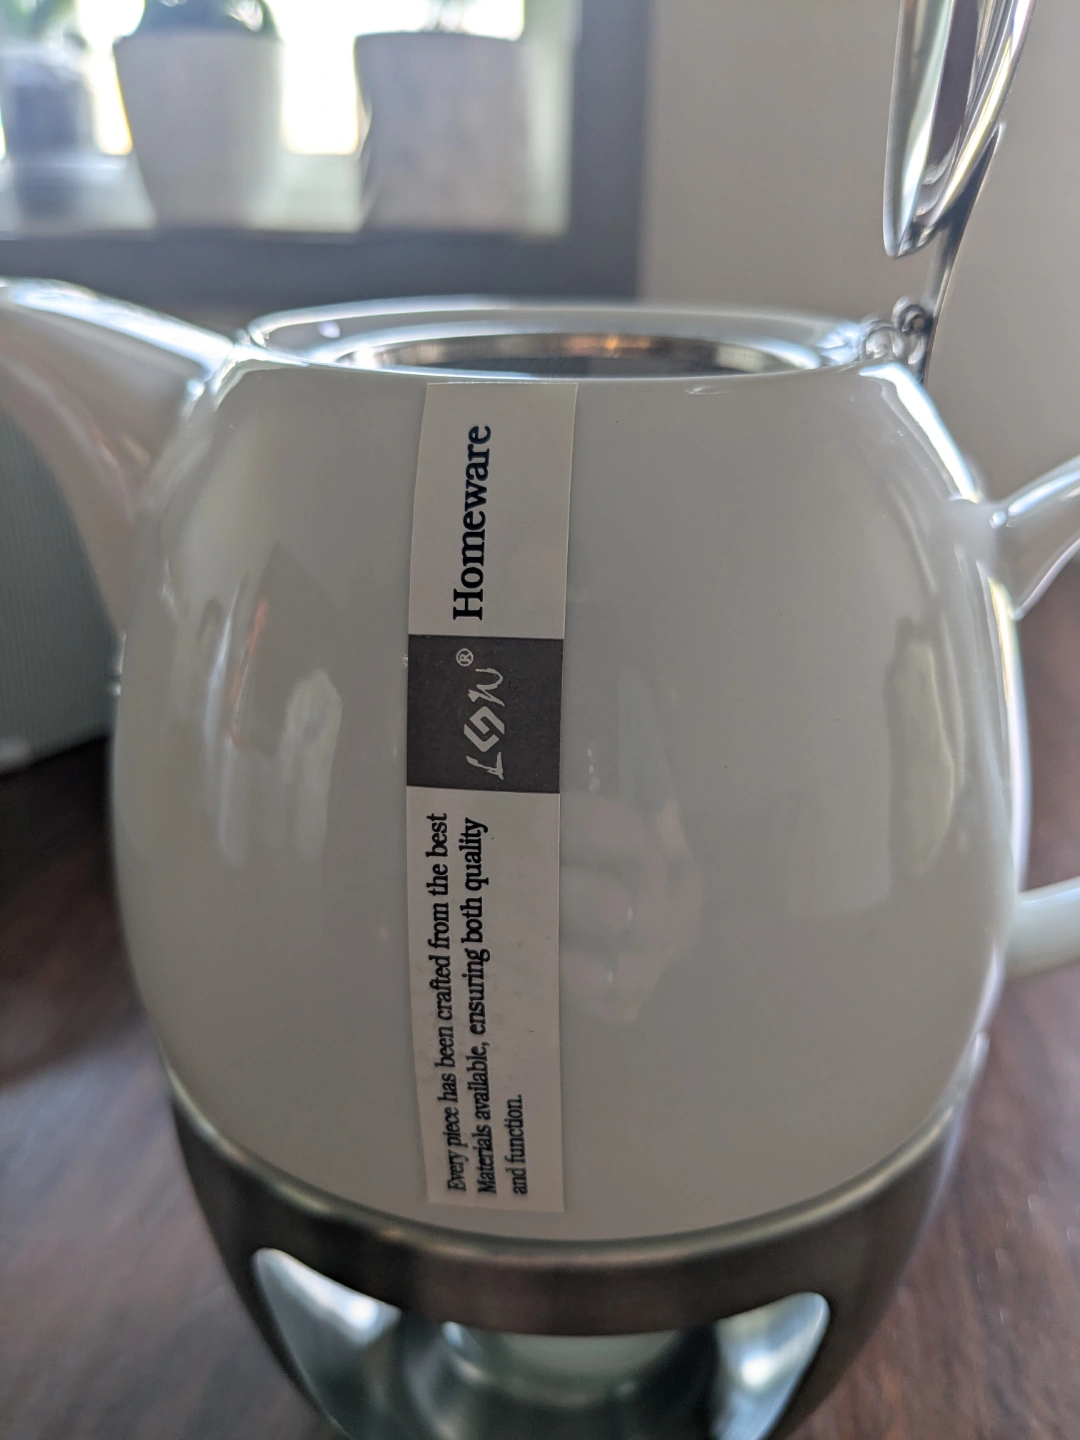 Every piece has been crafted from the best
Materials available, ensuring both quality
and function.
®
Homeware